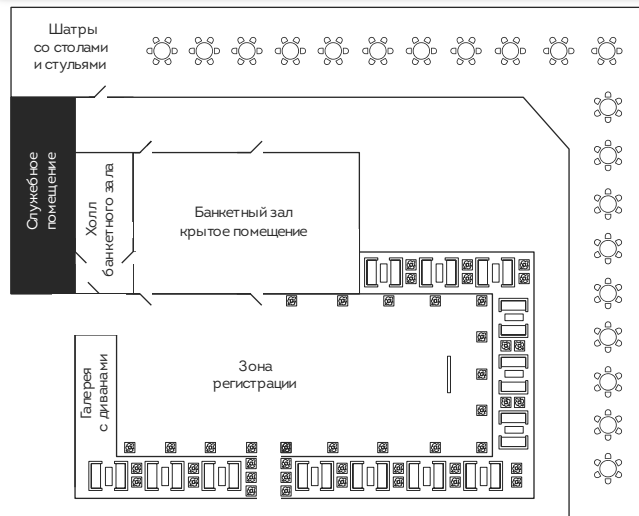 Шатры
со столами
и стульями
Служебное
помещение
Холл
банкетного зала
Банкетный зал
крытое помещение
Зона
регистрации
Галерея
с диванами